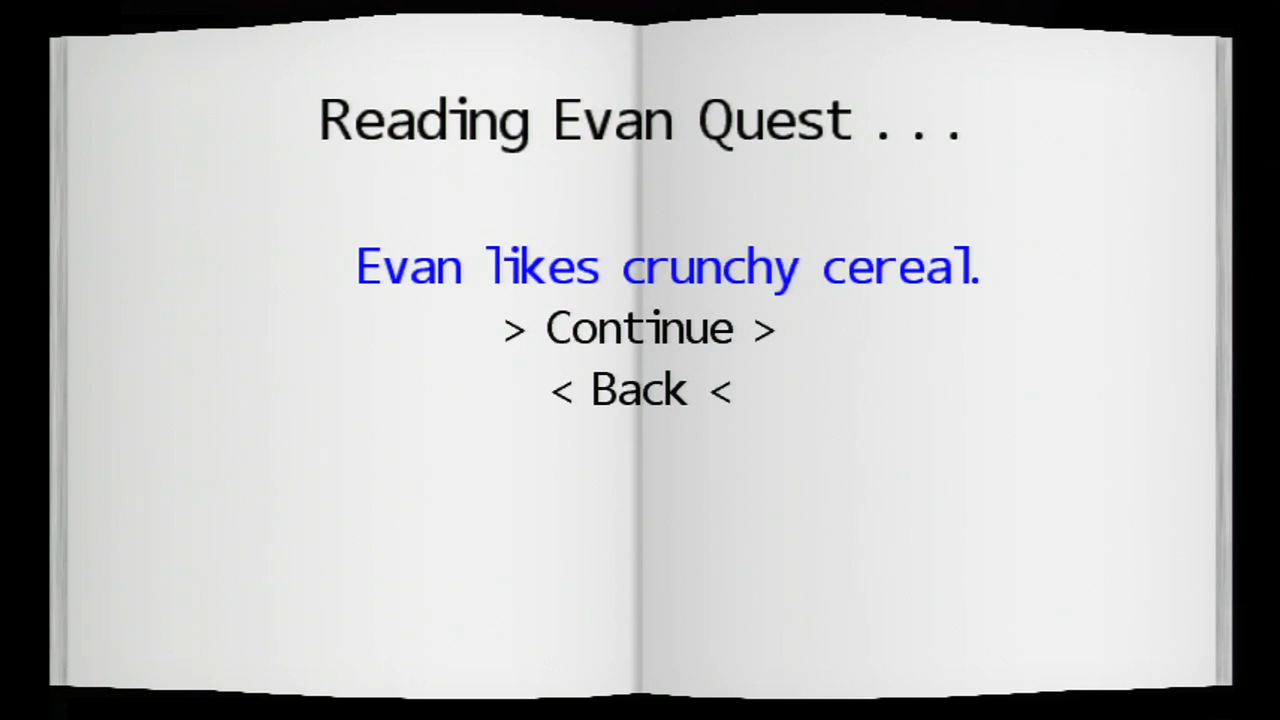 Reading Evan Quest . . .
Evan likes crunchy cereal.
> Continue >
< Back <